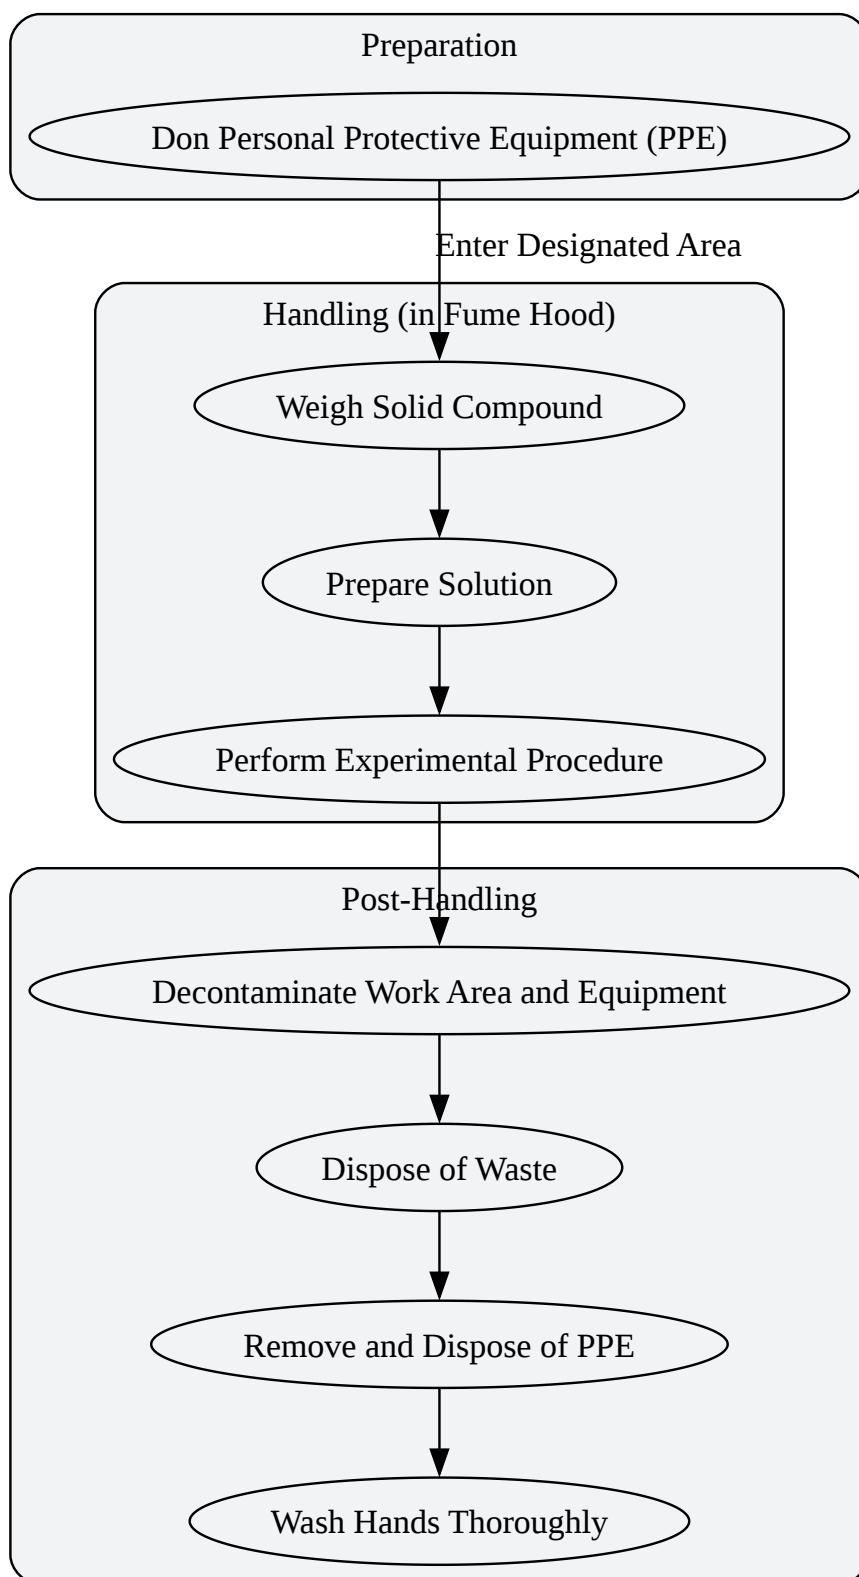 Preparation
Don Personal Protective Equipment (PPE)
Enter Designated Area
Handling (in Fume Hood)
Weigh Solid Compound
Prepare Solution
Perform Experimental Procedure
Post-Handling
Decontaminate Work Area and Equipment
Dispose of Waste
Remove and Dispose of PPE
Wash Hands Thoroughly